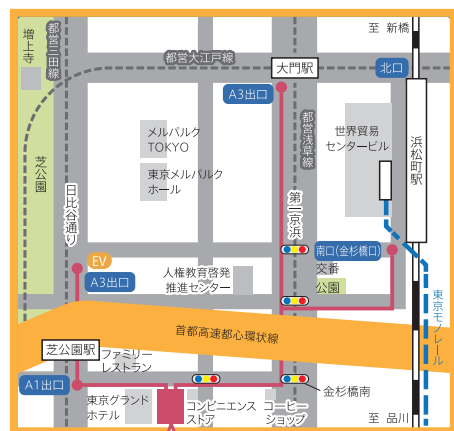 至 新橋
増上寺
都営三田線
都営大江戸線
大門駅
北口
A3出口
メルパルク
TOKYO
東京メルパルク
ホール
都営浅草線
世界貿易
センタービル
浜松町駅
芝公園
日比谷通り
第一京浜
EV
A3出口
人権教育啓発
推進センター
南口(金杉橋口)
交番
公園
東京モノレール
首都高速都心環状線
芝公園駅
ファミリー
レストラン
A1出口
東京グランド
ホテル
コンビニエンス
ストア
コーヒー
ショップ
金杉橋南
至 品川